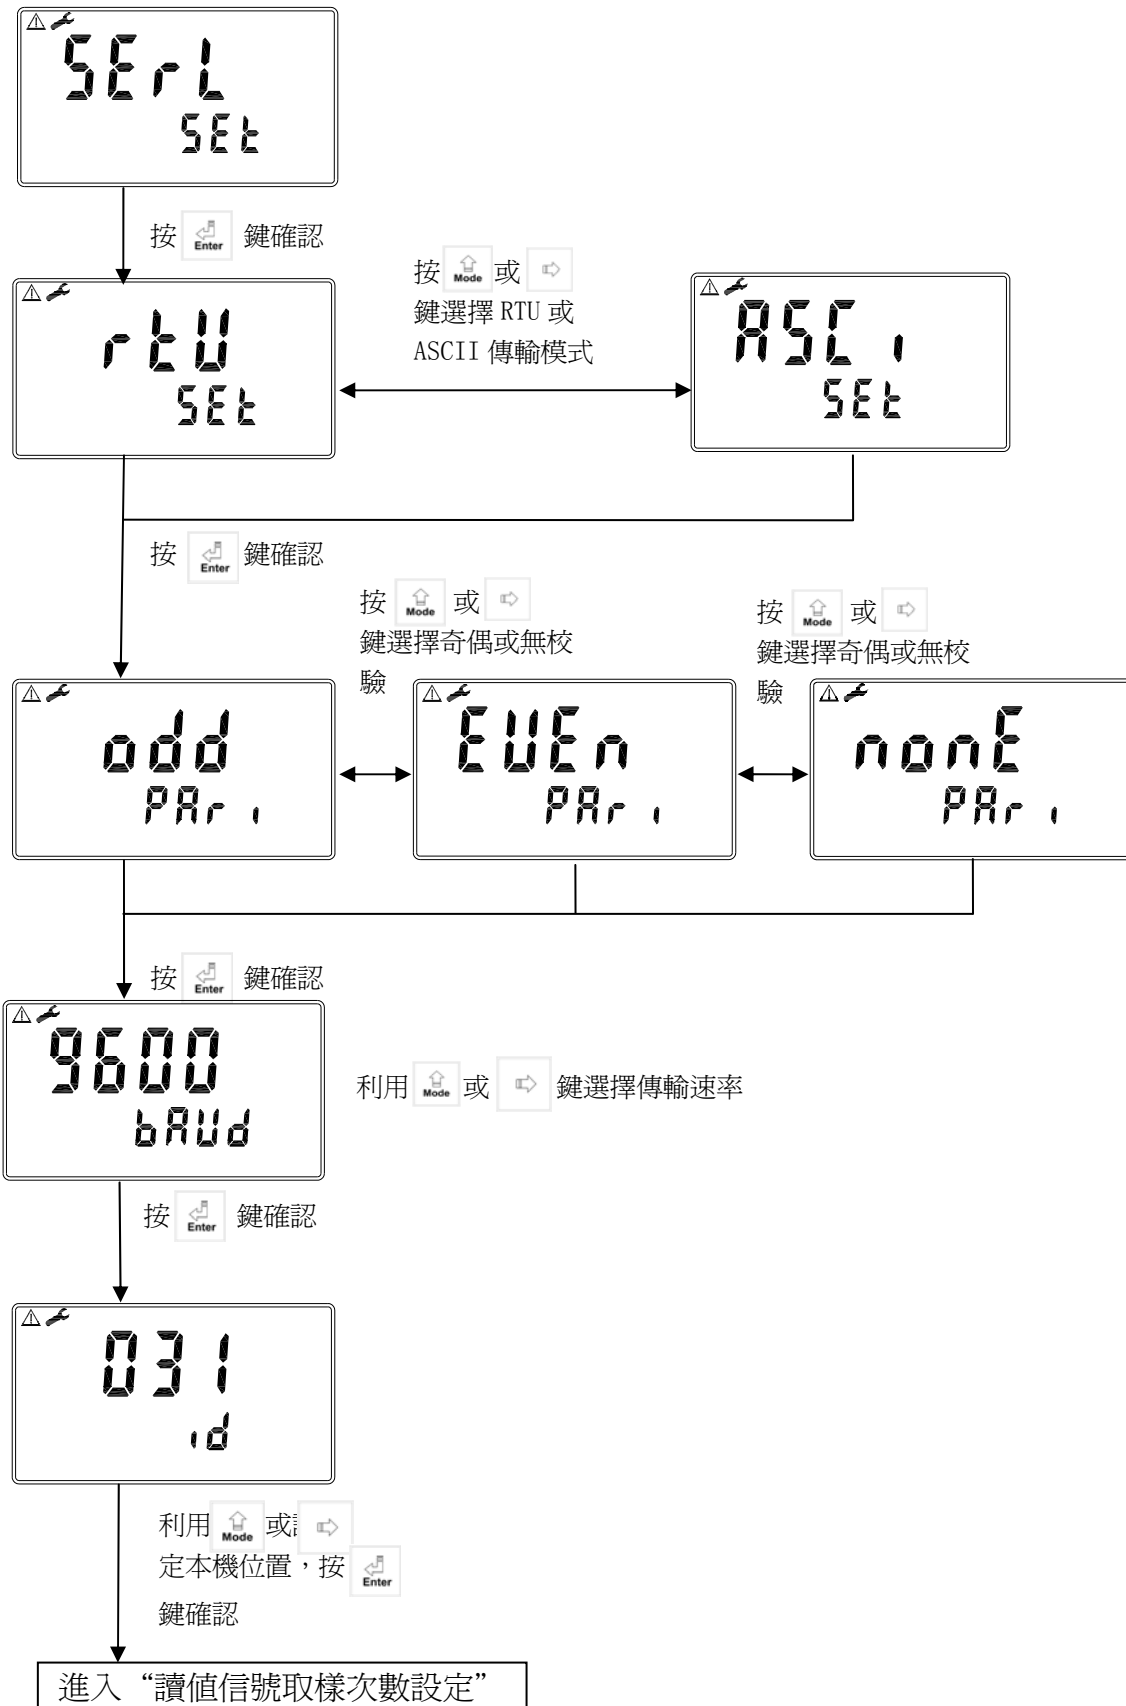 SErL
SEt
按 Enter 鍵確認
按 Mode 或
鍵選擇 RTU 或
ASCII 傳輸模式
rtU
SEt
ASCi
SEt
按 Enter 鍵確認
按 Mode 或
鍵選擇奇偶或無校
驗
按 Mode 或
鍵選擇奇偶或無校
驗
odd
PAri
EVEn
PAri
nonE
PAri
按 Enter 鍵確認
9600
bAUd
利用 Mode 或 鍵選擇傳輸速率
按 Enter 鍵確認
031
id
利用 Mode 或
定本機位置,按 Enter
鍵確認
進入“讀值信號取樣次數設定”